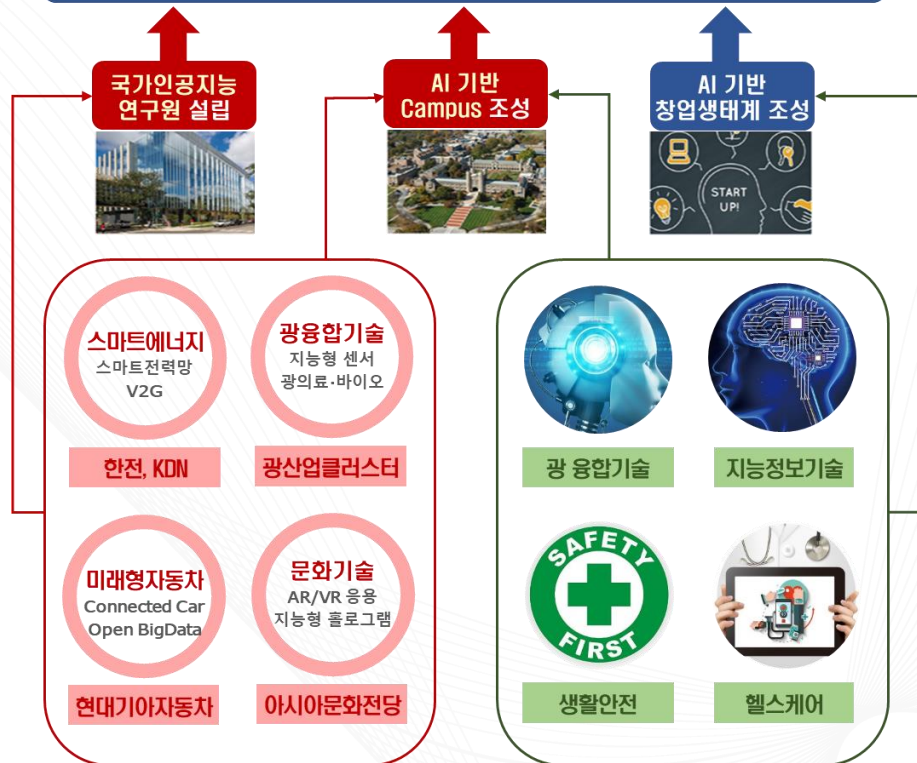 국가인공지능
연구원 설립
AI 기반
Campus 조성
AI 기반
창업생태계 조성
START
UP!
스마트에너지
스마트전력망
V2G
한전, KDN
광융합기술
지능형 센서
광의료·바이오
광산업클러스터
미래형자동차
Connected Car
Open BigData
현대기아자동차
문화기술
AR/VR 응용
지능형 홀로그램
아시아문화전당
광 융합기술
지능정보기술
SAFETY
FIRST
생활안전
헬스케어